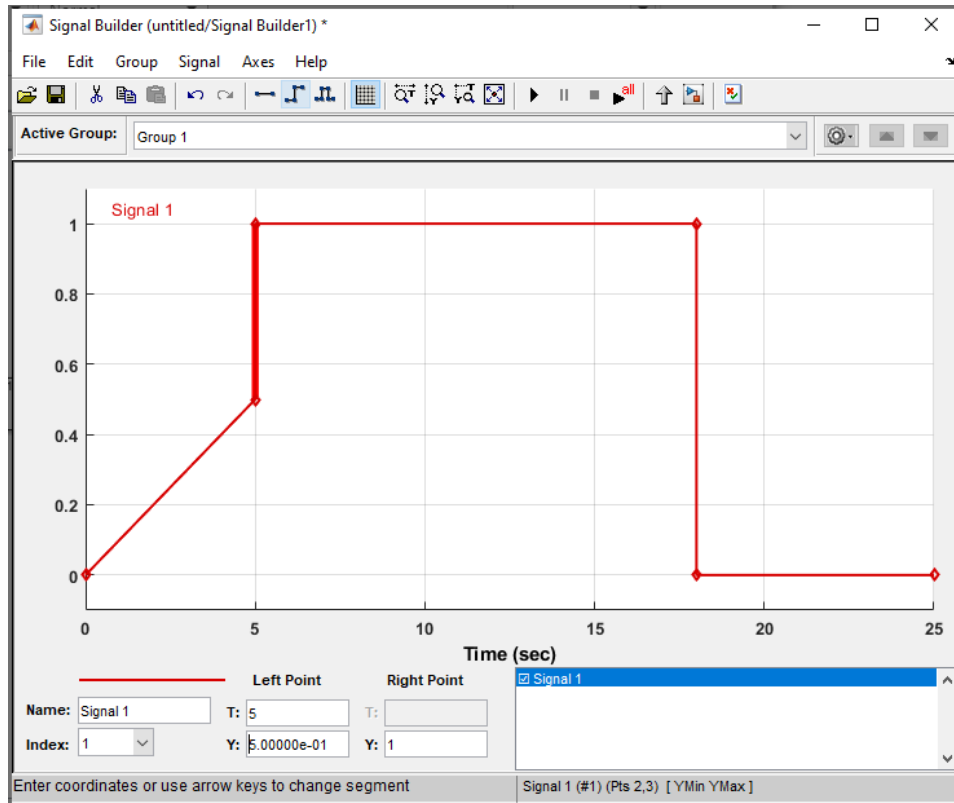 Signal Builder (untitled/Signal Builder1) *
File Edit Group Signal Axes Help
all
Active Group: Group 1
Signal 1
1
0.8
0.6
0.4
0.2
0
0 5 10 15 20 25
Time (sec)
Left Point Right Point
Signal 1
Name: Signal 1 T: 5 T:
Index: 1 Y: 5.00000e-01 Y: 1
Enter coordinates or use arrow keys to change segment
Signal 1 (#1) (Pts 2,3) [ YMin YMax ]